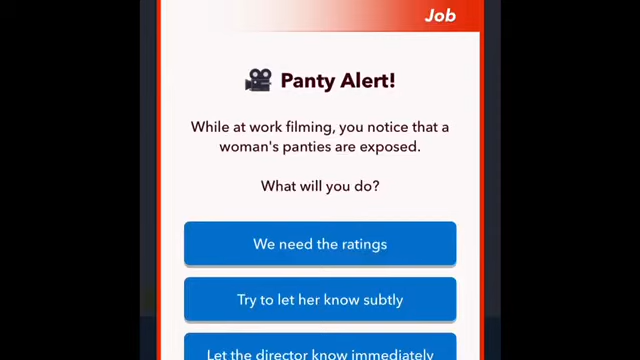 Job
Panty Alert!
While at work filming, you notice that a
woman's panties are exposed.
What will you do?
We need the ratings
Try to let her know subtly
Let the director know immediately